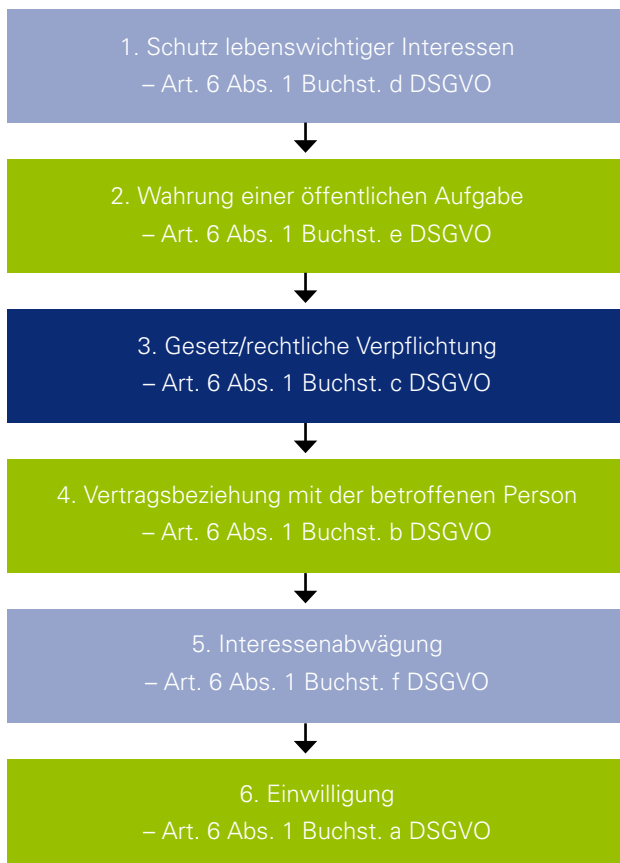 1. Schutz lebenswichtiger Interessen
– Art. 6 Abs. 1 Buchst. d DSGVO
2. Wahrung einer öffentlichen Aufgabe
– Art. 6 Abs. 1 Buchst. e DSGVO
3. Gesetz/rechtliche Verpflichtung
– Art. 6 Abs. 1 Buchst. c DSGVO
4. Vertragsbeziehung mit der betroffenen Person
– Art. 6 Abs. 1 Buchst. b DSGVO
5. Interessenabwägung
– Art. 6 Abs. 1 Buchst. f DSGVO
6. Einwilligung
– Art. 6 Abs. 1 Buchst. a DSGVO